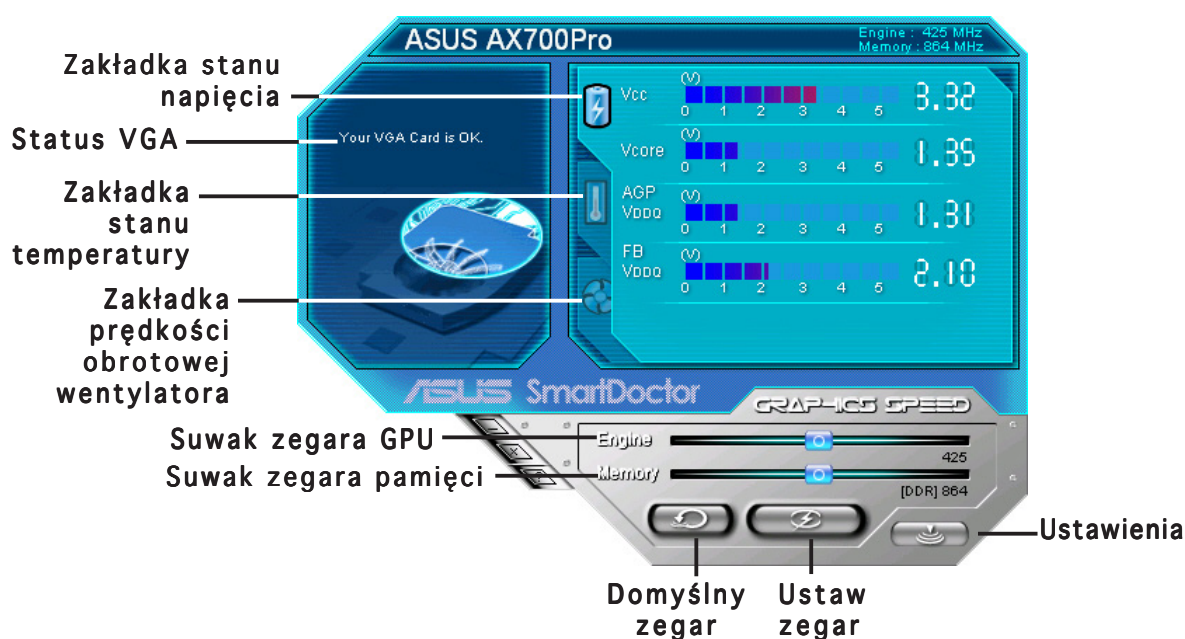 ASUS AX700Pro
Engine : 425 MHz
Memory : 864 MHz
Zakładka stanu
napięcia
Status VGA
Zakładka
stanu
temperatury
Zakładka
prędkości
obrotowej
wentylatora
Your VGA Card is OK.
Vcc
(V)
0 1 2 3 4 5
3.32
Vcore
(V)
0 1 2 3 4 5
1.35
AGP
VDDQ
(V)
0 1 2 3 4 5
1.31
FB
VDDQ
(V)
0 1 2 3 4 5
2.10
ASUS SmartDoctor
GRAPHICS SPEED
Suwak zegara GPU
Engine
425
Suwak zegara pamięci
Memory
[DDR] 864
Ustawienia
Domyślny
zegar
Ustaw
zegar